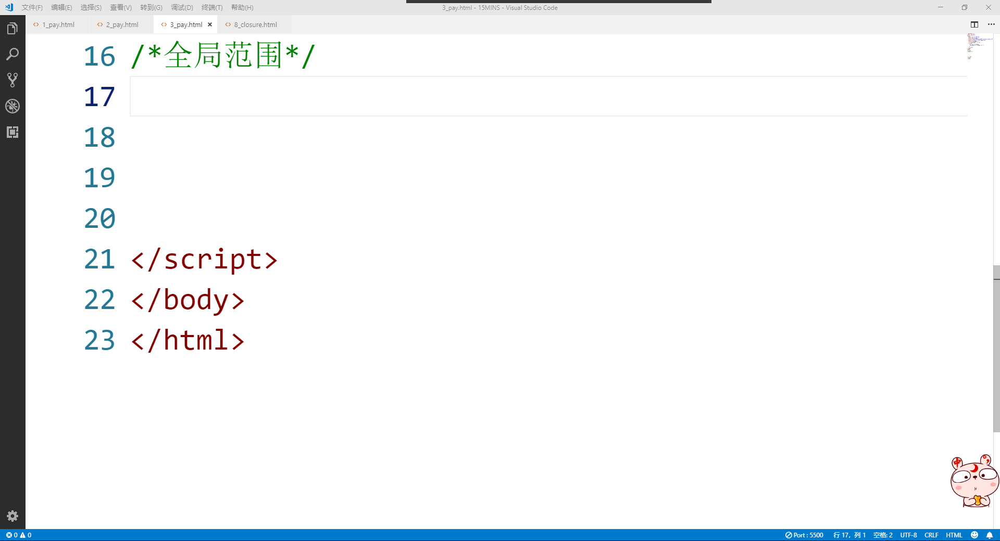 文件(F) 编辑(E) 选择(S) 查看(V) 转到(G) 调试(D) 终端(T) 帮助(H) 3_pay.html - 15MINS - Visual Studio Code
1_pay.html 2_pay.html 3_pay.html 8_closure.html
16 /*全局范围*/
17
18
19
20
21 </script>
22 </body>
23 </html>
中
0 0 Port : 5500 行 17，列 1 空格: 2 UTF-8 CRLF HTML